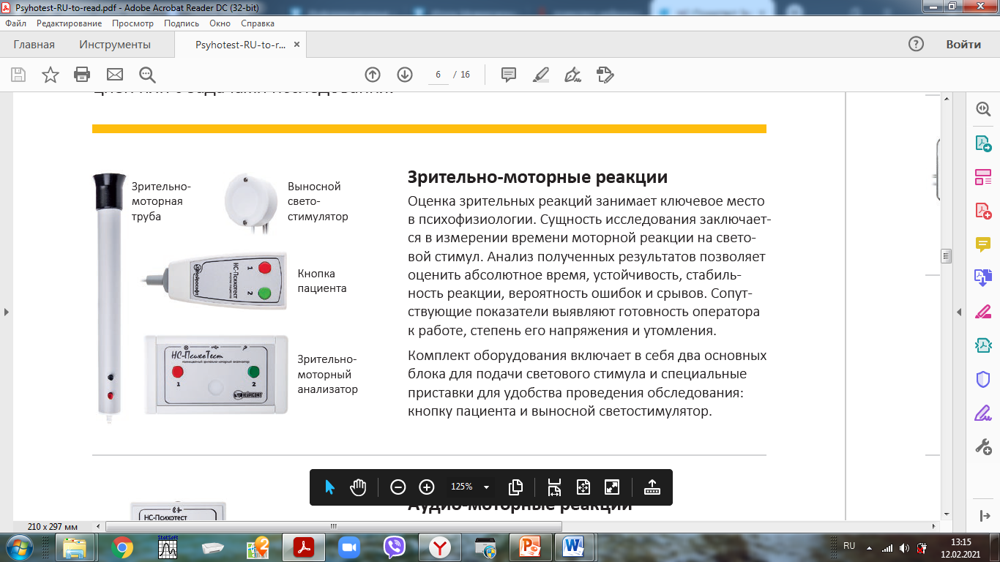 Psyhotest-RU-to-read.pdf - Adobe Acrobat Reader DC (32-bit)
Файл Редактирование Просмотр Подпись Окно Справка
Главная Инструменты Psyhotest-RU-to-r... × Войти
6 / 16
Зрительно-
моторная
труба
Выносной
свето-
стимулятор
НС-Психотест
Нейрософт
1
2
Кнопка
пациента
НС-ПсихоТест
1
2
Нейрософт
Зрительно-
моторный
анализатор
Зрительно-моторные реакции
Оценка зрительных реакций занимает ключевое место
в психофизиологии. Сущность исследования заключает-
ся в измерении времени моторной реакции на свето-
вой стимул. Анализ полученных результатов позволяет
оценить абсолютное время, устойчивость, стабиль-
ность реакции, вероятность ошибок и срывов. Сопут-
ствующие показатели выявляют готовность оператора
к работе, степень его напряжения и утомления.
Комплект оборудования включает в себя два основных
блока для подачи светового стимула и специальные
приставки для удобства проведения обследования:
кнопку пациента и выносной светостимулятор.
125%
НС-Психотест
Аудио-моторные реакции
210 x 297 мм
StatSoft
RU
13:15
12.02.2021